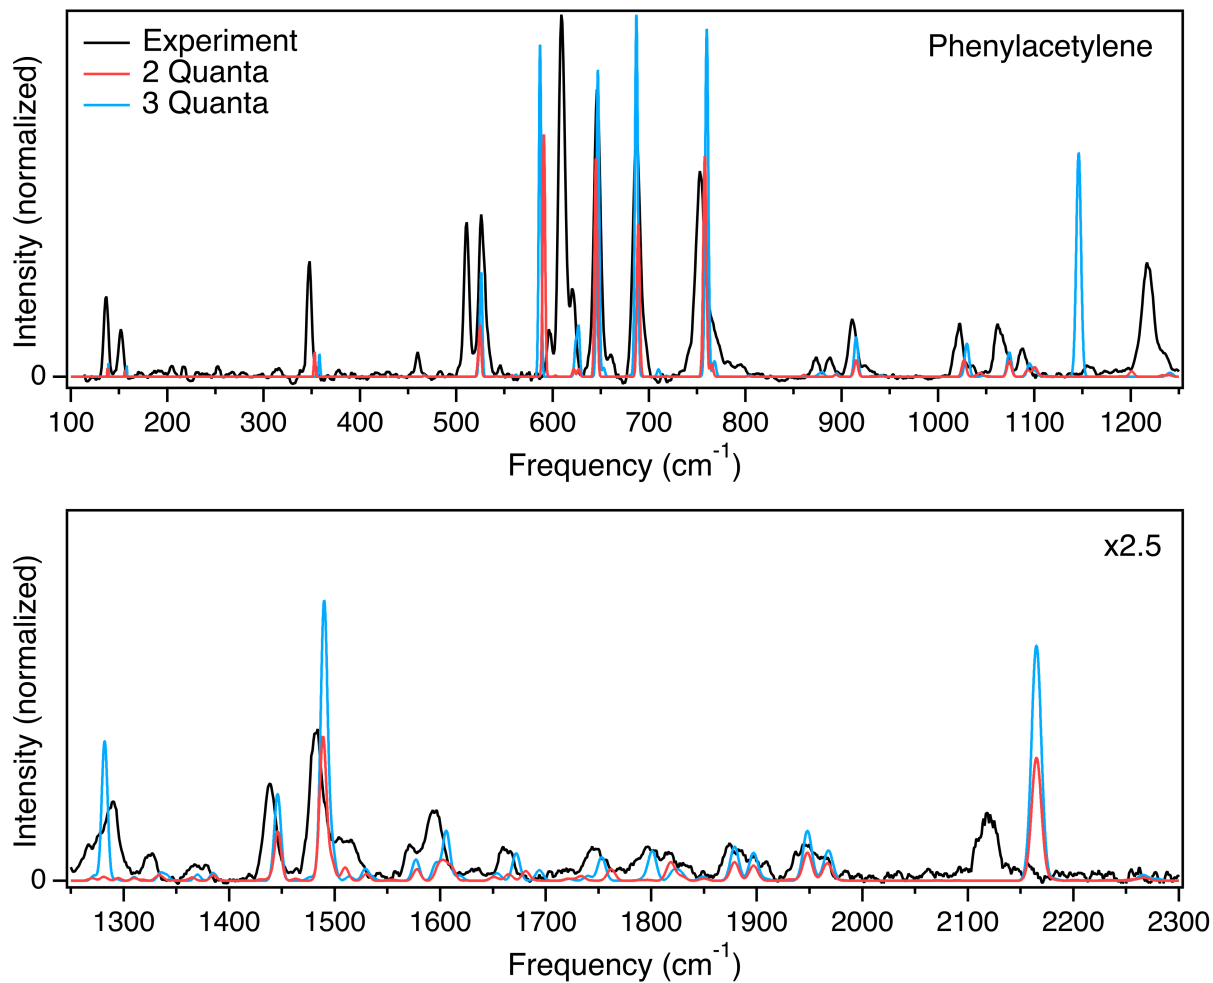 Experiment
2 Quanta
3 Quanta
Phenylacetylene
Intensity (normalized)
0
100 200 300 400 500 600 700 800 900 1000 1100 1200
Frequency (cm⁻¹)
x2.5
Intensity (normalized)
0
1300 1400 1500 1600 1700 1800 1900 2000 2100 2200 2300
Frequency (cm⁻¹)